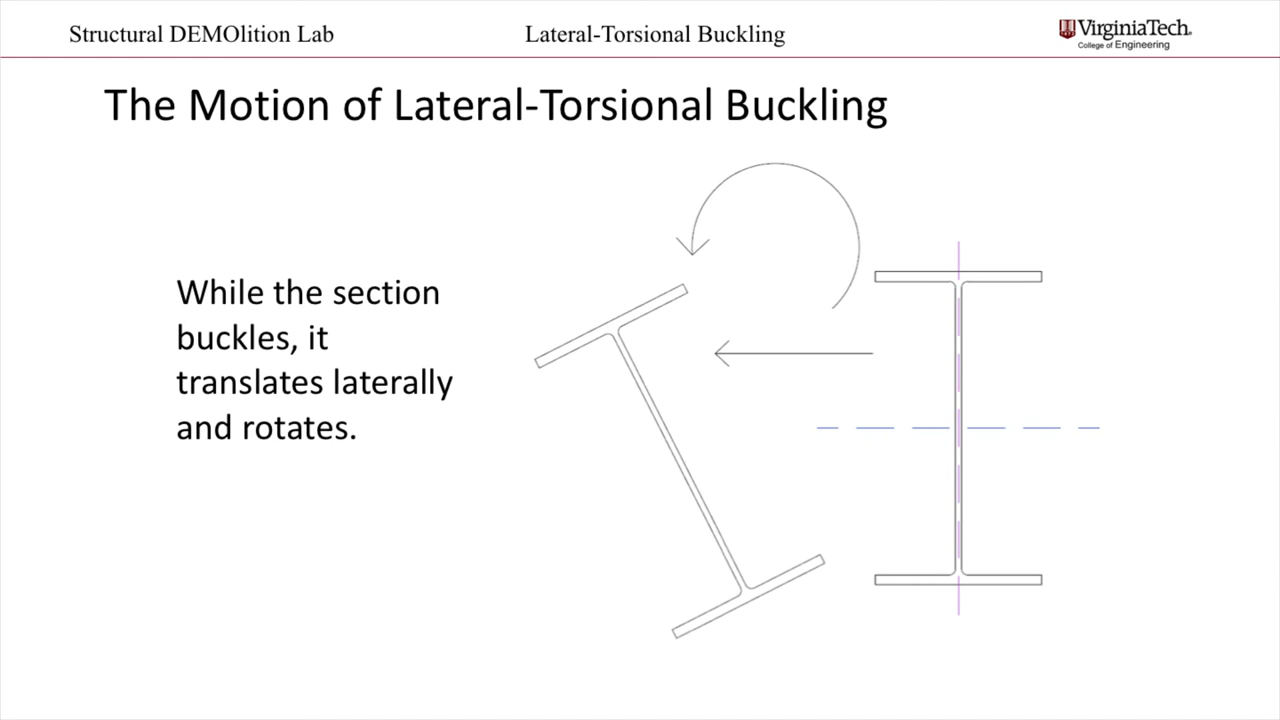 Structural DEMOlition Lab
Lateral-Torsional Buckling
VirginiaTech
College of Engineering
The Motion of Lateral-Torsional Buckling
While the section
buckles, it
translates laterally
and rotates.